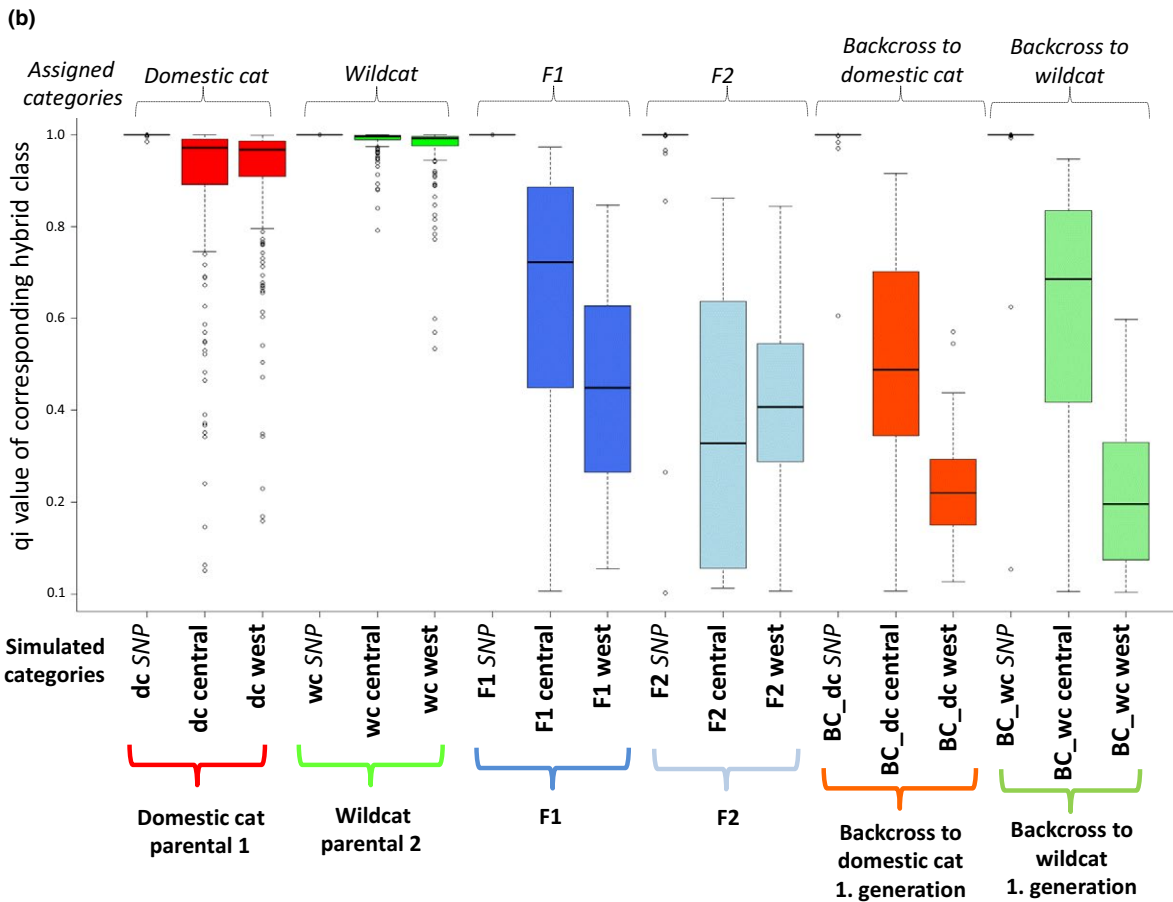 (b)
Assigned
categories
Domestic cat
Wildcat
F1
F2
Backcross to
domestic cat
Backcross to
wildcat
qi value of corresponding hybrid class
1.0
0.8
0.6
0.4
0.2
0.1
Simulated
categories
dc SNP
dc central
dc west
wc SNP
wc central
wc west
F1 SNP
F1 central
F1 west
F2 SNP
F2 central
F2 west
BC_dc SNP
BC_dc central
BC_dc west
BC_wc SNP
BC_wc central
BC_wc west
Domestic cat
parental 1
Wildcat
parental 2
F1
F2
Backcross to
domestic cat
1. generation
Backcross to
wildcat
1. generation